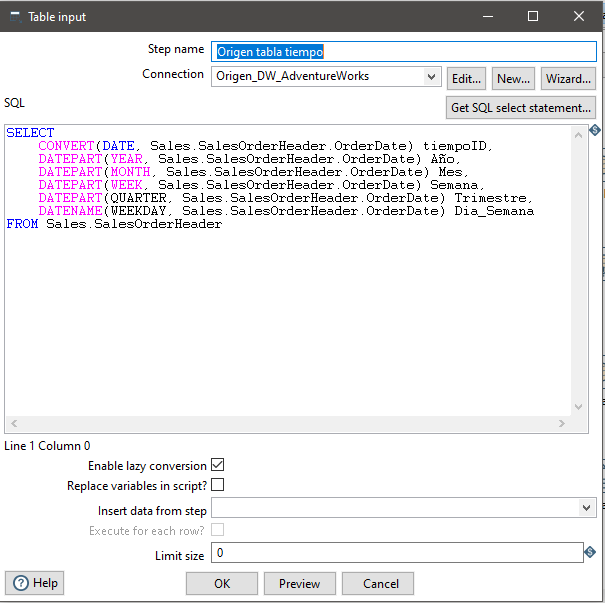 Table input
Step name Origen tabla tiempo
Connection Origen_DW_AdventureWorks Edit... New... Wizard...
SQL Get SQL select statement...
SELECT
CONVERT(DATE, Sales.SalesOrderHeader.OrderDate) tiempoID,
DATEPART(YEAR, Sales.SalesOrderHeader.OrderDate) Año,
DATEPART(MONTH, Sales.SalesOrderHeader.OrderDate) Mes,
DATEPART(WEEK, Sales.SalesOrderHeader.OrderDate) Semana,
DATEPART(QUARTER, Sales.SalesOrderHeader.OrderDate) Trimestre,
DATENAME(WEEKDAY, Sales.SalesOrderHeader.OrderDate) Dia_Semana
FROM Sales.SalesOrderHeader
Line 1 Column 0
Enable lazy conversion
Replace variables in script?
Insert data from step
Execute for each row?
Limit size 0
Help OK Preview Cancel